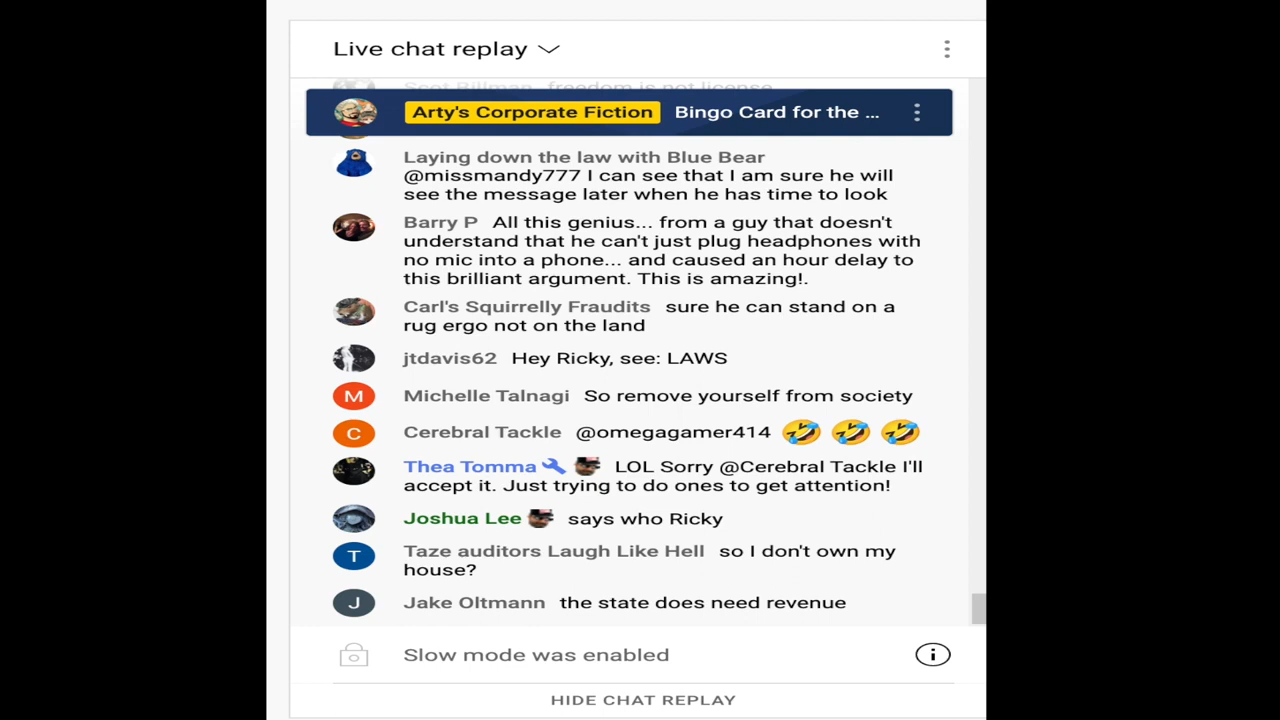 Live chat replay
Scot Billman freedom is not license
Arty's Corporate Fiction Bingo Card for the ...
Laying down the law with Blue Bear
@missmandy777 I can see that I am sure he will
see the message later when he has time to look
Barry P All this genius... from a guy that doesn't
understand that he can't just plug headphones with
no mic into a phone... and caused an hour delay to
this brilliant argument. This is amazing!.
Carl's Squirrelly Fraudits sure he can stand on a
rug ergo not on the land
jtdavis62 Hey Ricky, see: LAWS
M Michelle Talnagi So remove yourself from society
C Cerebral Tackle @omegagamer414 🤣 🤣 🤣
Thea Tomma LOL Sorry @Cerebral Tackle I'll
accept it. Just trying to do ones to get attention!
Joshua Lee says who Ricky
T Taze auditors Laugh Like Hell so I don't own my
house?
J Jake Oltmann the state does need revenue
Slow mode was enabled
HIDE CHAT REPLAY